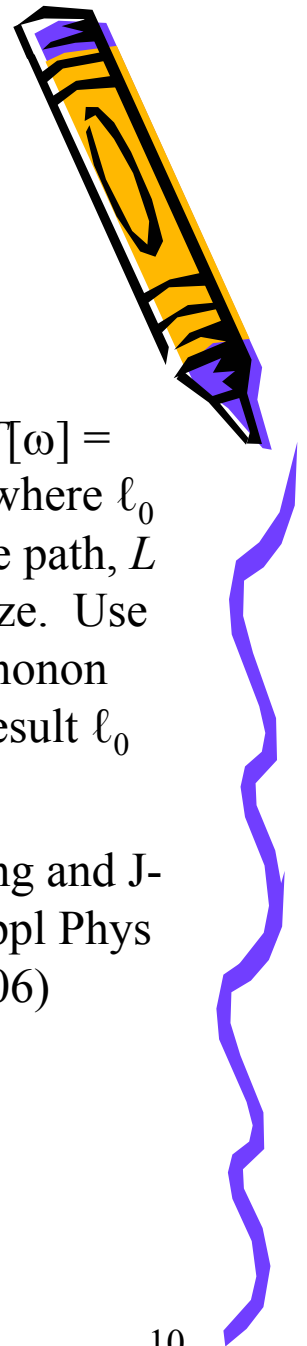 T[ω] =
where ℓ₀
e path, L
ze. Use
honon
esult ℓ₀
ng and J-
ppl Phys
06)
10